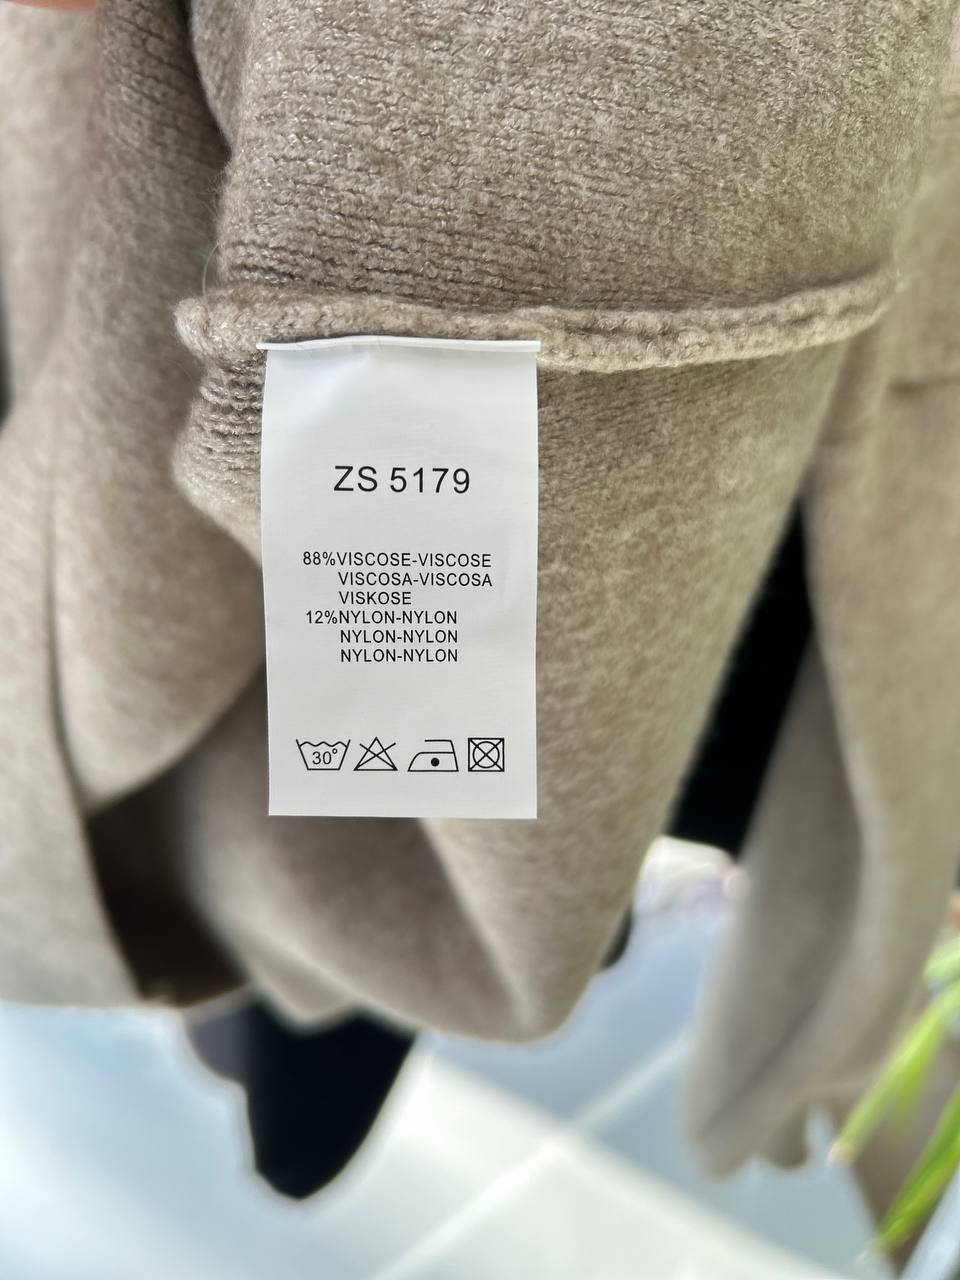 ZS 5179
88%VISCOSE-VISCOSE
VISCOSA-VISCOSA
VISKOSE
12%NYLON-NYLON
NYLON-NYLON
NYLON-NYLON
30°